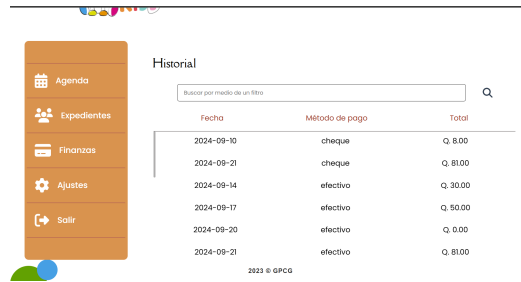 Historial
Agenda
Expedientes
Finanzas
Ajustes
Salir
Buscar por medio de un filtro
Fecha Método de pago Total
2024-09-10 cheque Q. 8.00
2024-09-21 cheque Q. 81.00
2024-09-14 efectivo Q. 30.00
2024-09-17 efectivo Q. 50.00
2024-09-20 efectivo Q. 0.00
2024-09-21 efectivo Q. 81.00
2023 © GPCG